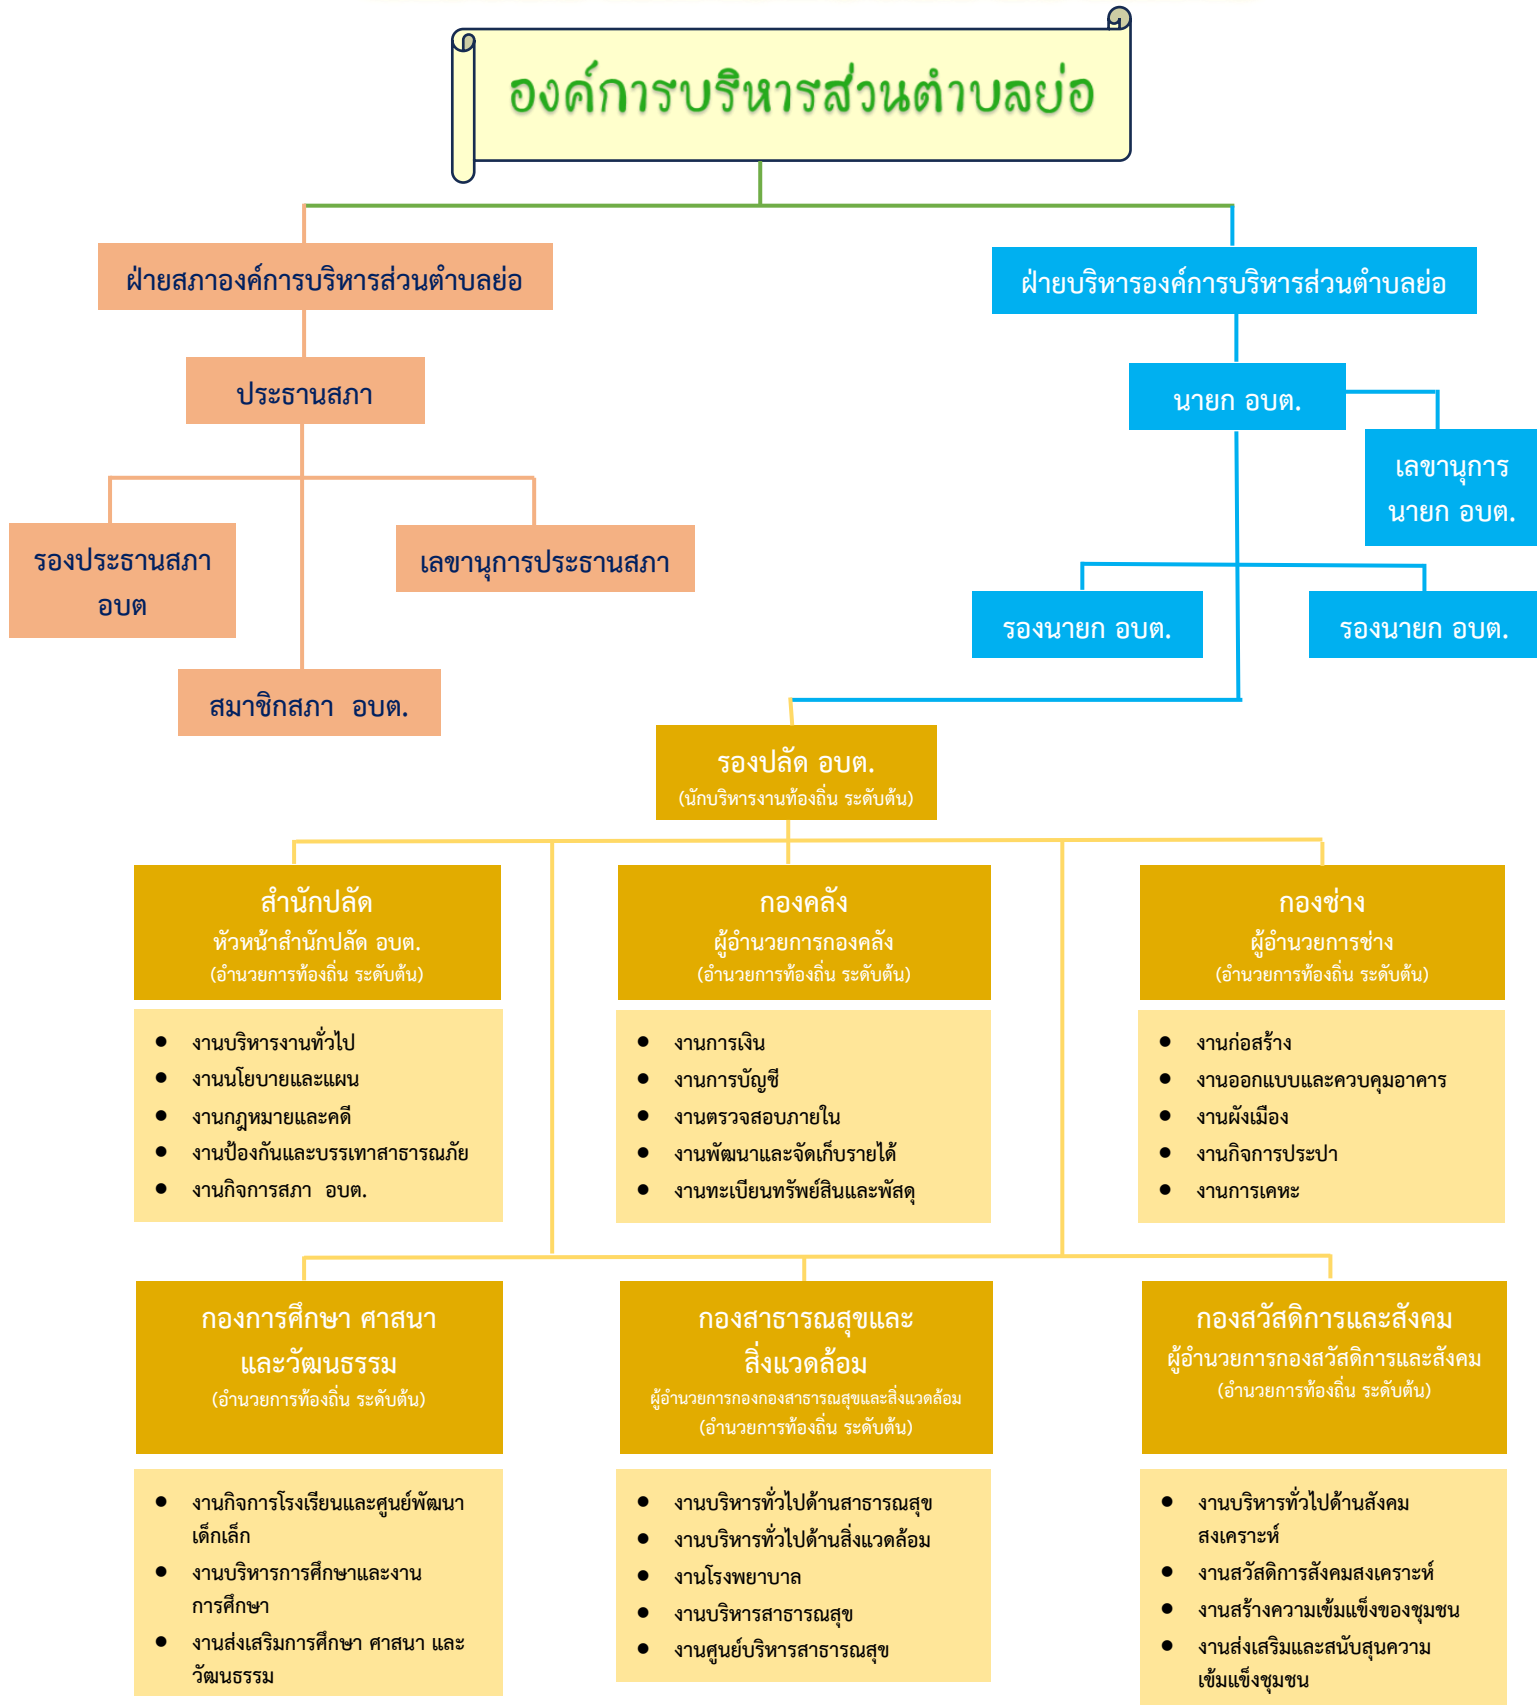 องค์การบริหารส่วนตำบลย่อ
ฝ่ายสภาองค์การบริหารส่วนตำบลย่อ
ฝ่ายบริหารองค์การบริหารส่วนตำบลย่อ
ประธานสภา
นายก อบต.
เลขานุการ
นายก อบต.
รองประธานสภา
อบต
เลขานุการประธานสภา
รองนายก อบต.
รองนายก อบต.
สมาชิกสภา อบต.
รองปลัด อบต.
(นักบริหารงานท้องถิ่น ระดับต้น)
สำนักปลัด
หัวหน้าสำนักปลัด อบต.
(อำนวยการท้องถิ่น ระดับต้น)
กองคลัง
ผู้อำนวยการกองคลัง
(อำนวยการท้องถิ่น ระดับต้น)
กองช่าง
ผู้อำนวยการช่าง
(อำนวยการท้องถิ่น ระดับต้น)
● งานบริหารงานทั่วไป
● งานนโยบายและแผน
● งานกฎหมายและคดี
● งานป้องกันและบรรเทาสาธารณภัย
● งานกิจการสภา อบต.
● งานการเงิน
● งานการบัญชี
● งานตรวจสอบภายใน
● งานพัฒนาและจัดเก็บรายได้
● งานทะเบียนทรัพย์สินและพัสดุ
● งานก่อสร้าง
● งานออกแบบและควบคุมอาคาร
● งานผังเมือง
● งานกิจการประปา
● งานการเคหะ
กองการศึกษา ศาสนา
และวัฒนธรรม
(อำนวยการท้องถิ่น ระดับต้น)
กองสาธารณสุขและ
สิ่งแวดล้อม
ผู้อำนวยการกองกองสาธารณสุขและสิ่งแวดล้อม
(อำนวยการท้องถิ่น ระดับต้น)
กองสวัสดิการและสังคม
ผู้อำนวยการกองสวัสดิการและสังคม
(อำนวยการท้องถิ่น ระดับต้น)
● งานกิจการโรงเรียนและศูนย์พัฒนา
เด็กเล็ก
● งานบริหารการศึกษาและงาน
การศึกษา
● งานส่งเสริมการศึกษา ศาสนา และ
วัฒนธรรม
● งานบริหารทั่วไปด้านสาธารณสุข
● งานบริหารทั่วไปด้านสิ่งแวดล้อม
● งานโรงพยาบาล
● งานบริหารสาธารณสุข
● งานศูนย์บริหารสาธารณสุข
● งานบริหารทั่วไปด้านสังคม
สงเคราะห์
● งานสวัสดิการสังคมสงเคราะห์
● งานสร้างความเข้มแข็งของชุมชน
● งานส่งเสริมและสนับสุนความ
เข้มแข็งชุมชน